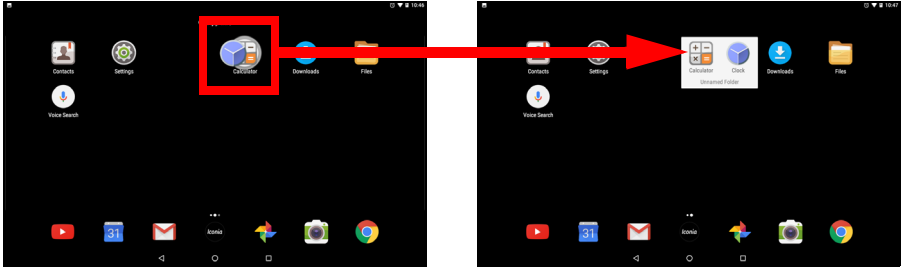 10:46
Contacts
Settings
Calculator
Downloads
Files
Voice Search
31
Iconia
10:47
Contacts
Settings
Calculator
Clock
Unnamed Folder
Downloads
Files
Voice Search
31
Iconia